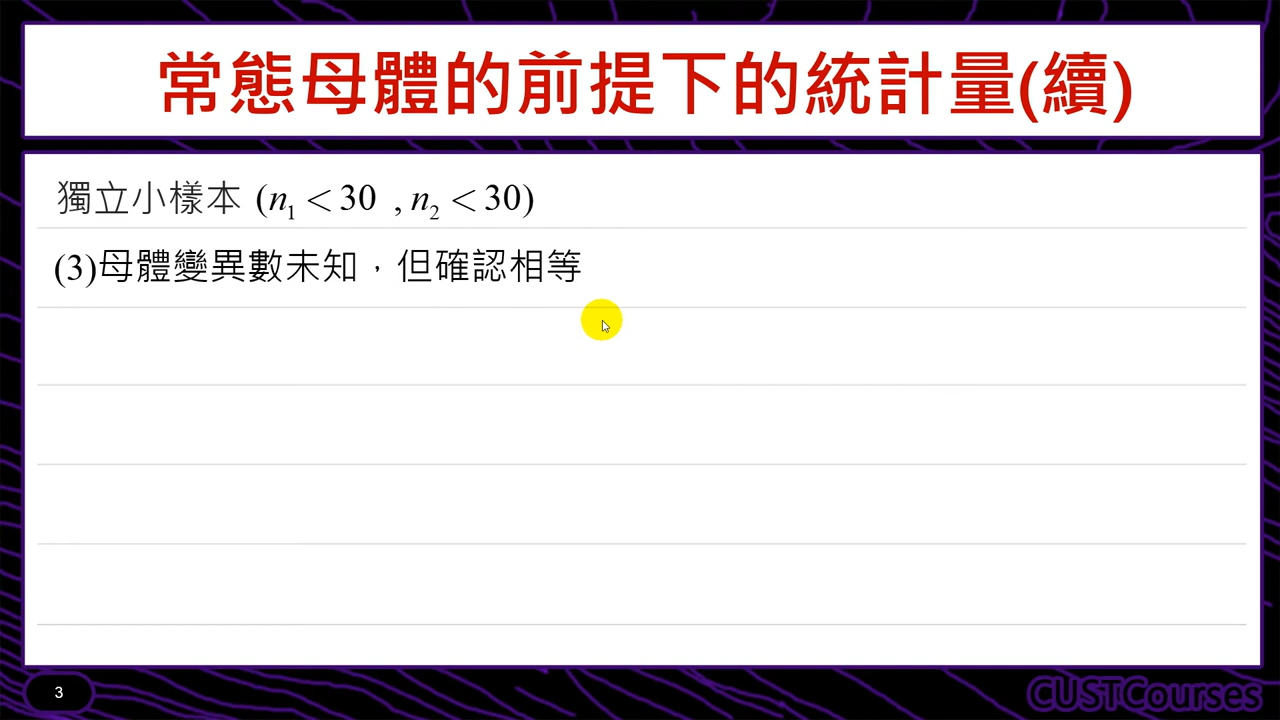 常態母體的前提下的統計量(續)
獨立小樣本 (n₁ < 30 , n₂ < 30)
(3)母體變異數未知，但確認相等
3
CUSTCourses